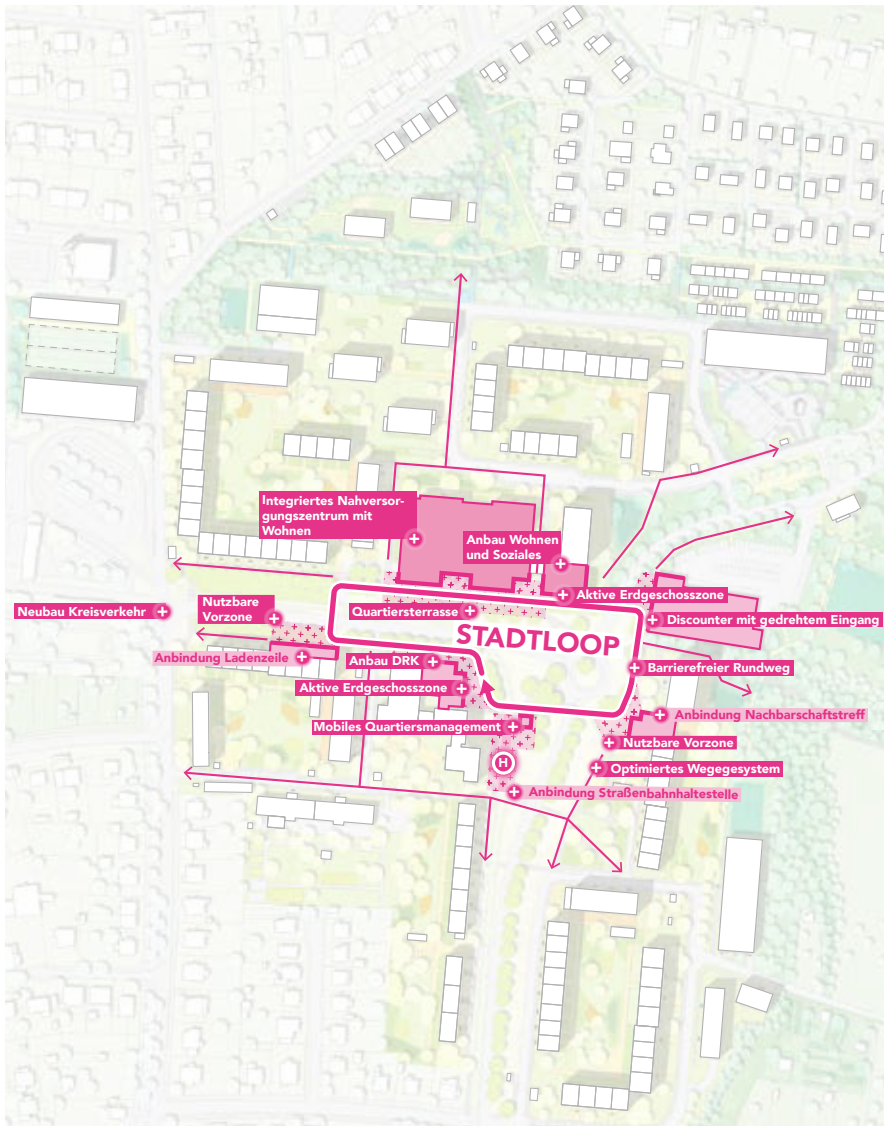 Integriertes Nahversor-
gungszentrum mit
Wohnen
Anbau Wohnen
und Soziales
Aktive Erdgeschosszone
Neubau Kreisverkehr
Nutzbare
Vorzone
Quartiersterrasse
Discounter mit gedrehtem Eingang
STADTLOOP
Anbindung Ladenzeile
Anbau DRK
Barrierefreier Rundweg
Aktive Erdgeschosszone
Anbindung Nachbarschaftstreff
Mobiles Quartiersmanagement
Nutzbare Vorzone
H
Optimiertes Wegegesystem
Anbindung Straßenbahnhaltestelle